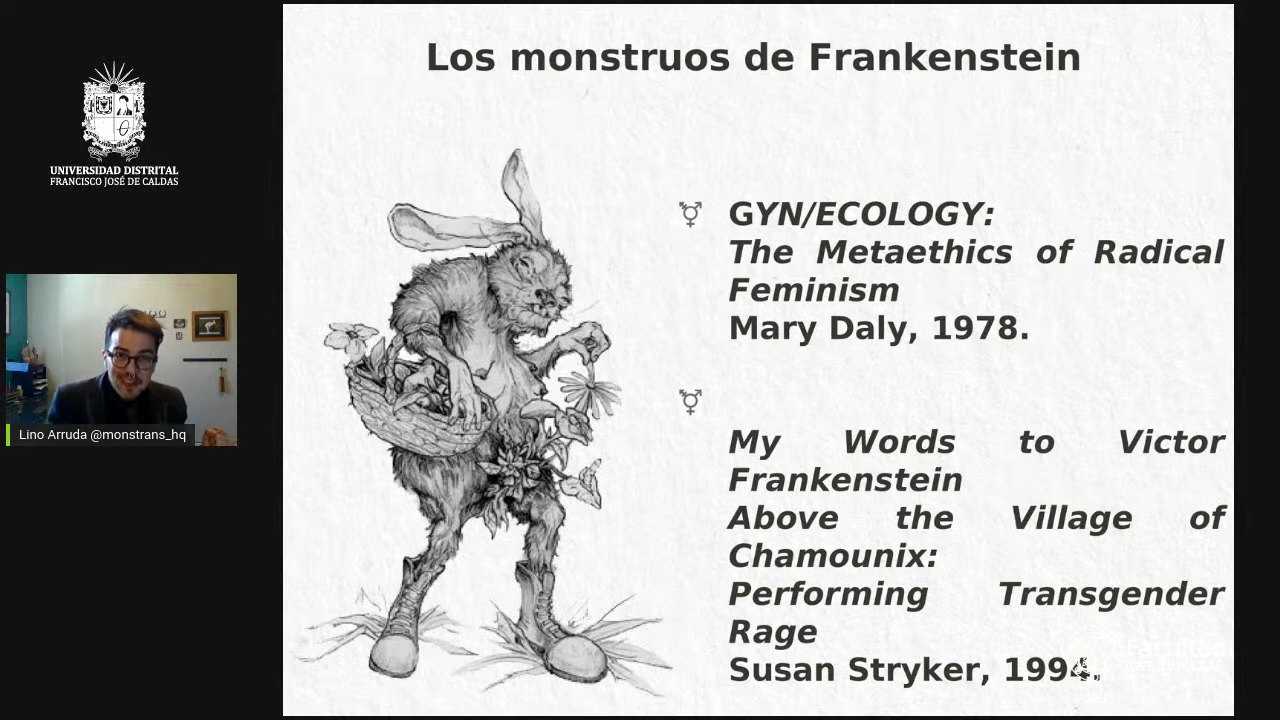 Los monstruos de Frankenstein
UNIVERSIDAD DISTRITAL
FRANCISCO JOSÉ DE CALDAS
GYN/ECOLOGY:
The Metaethics of Radical
Feminism
Mary Daly, 1978.
My Words to Victor
Frankenstein
Above the Village of
Chamounix:
Performing Transgender
Rage
Susan Stryker, 1994.
Lino Arruda @monstrans_hq